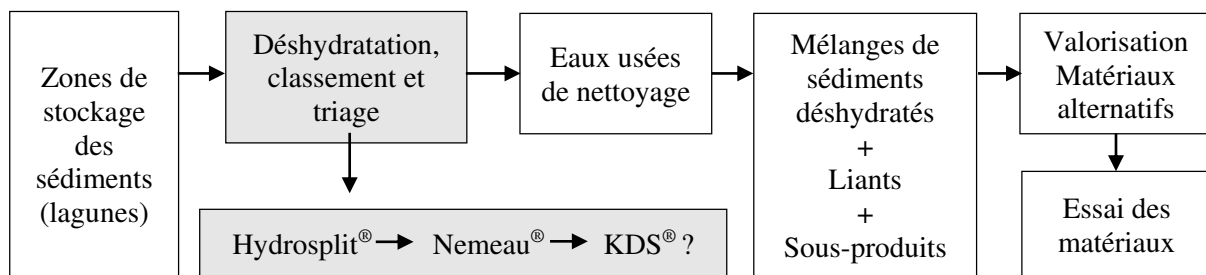 Zones de
stockage
des
sédiments
(lagunes)
Déshydratation,
classement et
triage
Eaux usées
de nettoyage
Mélanges de
sédiments
déshydratés
+
Liants
+
Sous-produits
Valorisation
Matériaux
alternatifs
Essai des
matériaux
Hydrosplit® Nemeau® KDS® ?